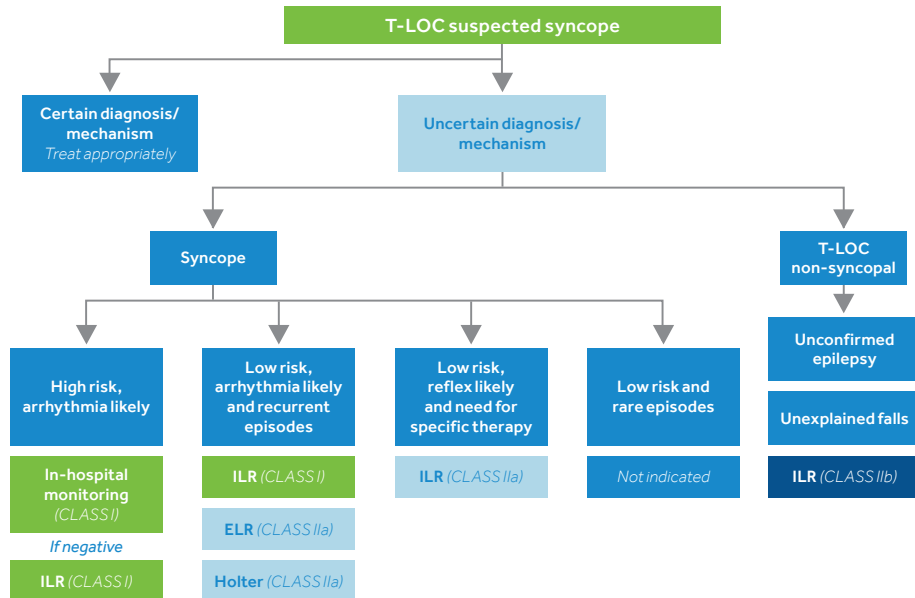 T-LOC suspected syncope
Certain diagnosis/
mechanism
Treat appropriately
Uncertain diagnosis/
mechanism
Syncope
T-LOC
non-syncopal
High risk,
arrhythmia likely
Low risk,
arrhythmia likely
and recurrent
episodes
Low risk,
reflex likely
and need for
specific therapy
Low risk and
rare episodes
Unconfirmed
epilepsy
Unexplained falls
In-hospital
monitoring
(CLASS I)
If negative
ILR (CLASS I)
ILR (CLASS I)
ELR (CLASS IIa)
Holter (CLASS IIa)
ILR (CLASS IIa)
Not indicated
ILR (CLASS IIb)